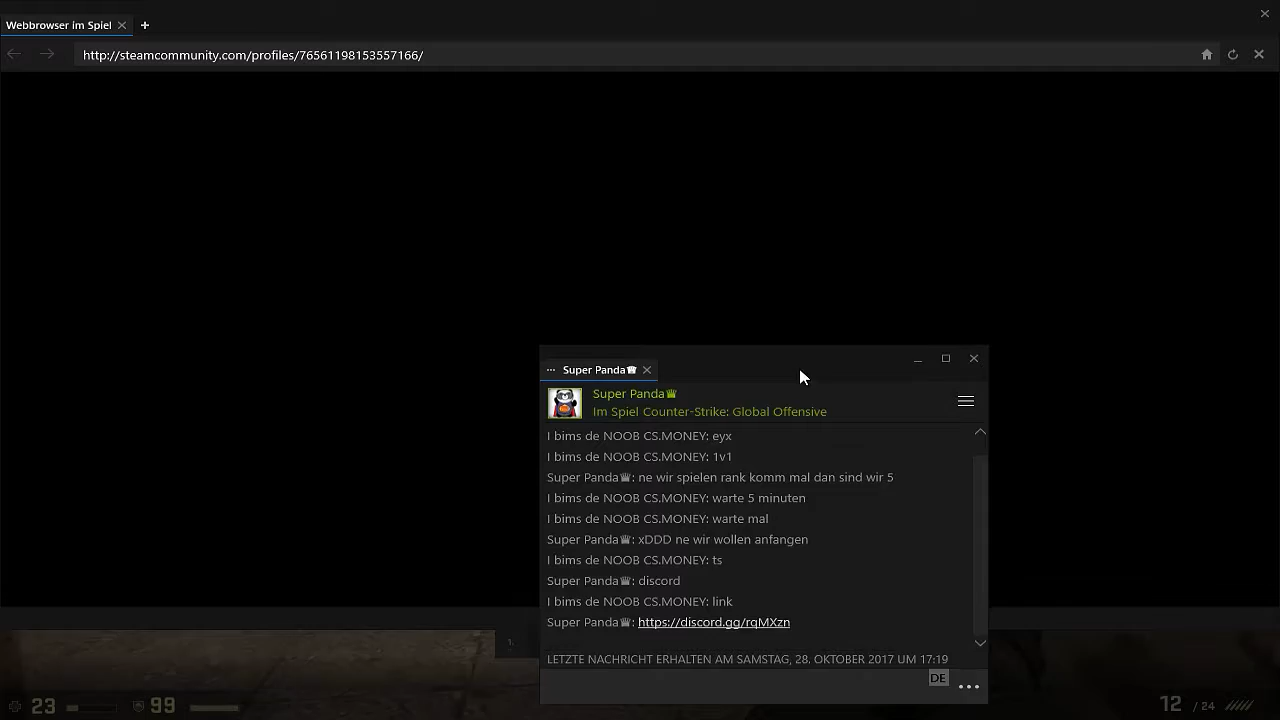 Webbrowser im Spiel
http://steamcommunity.com/profiles/76561198153557166/
Super Panda♛
Super Panda♛
Im Spiel Counter-Strike: Global Offensive
I bims de NOOB CS.MONEY: eyx
I bims de NOOB CS.MONEY: 1v1
Super Panda♛: ne wir spielen rank komm mal dan sind wir 5
I bims de NOOB CS.MONEY: warte 5 minuten
I bims de NOOB CS.MONEY: warte mal
Super Panda♛: xDDD ne wir wollen anfangen
I bims de NOOB CS.MONEY: ts
Super Panda♛: discord
I bims de NOOB CS.MONEY: link
Super Panda♛: https://discord.gg/rqMXzn
LETZTE NACHRICHT ERHALTEN AM SAMSTAG, 28. OKTOBER 2017 UM 17:19
DE
1.
23
99
12 / 24